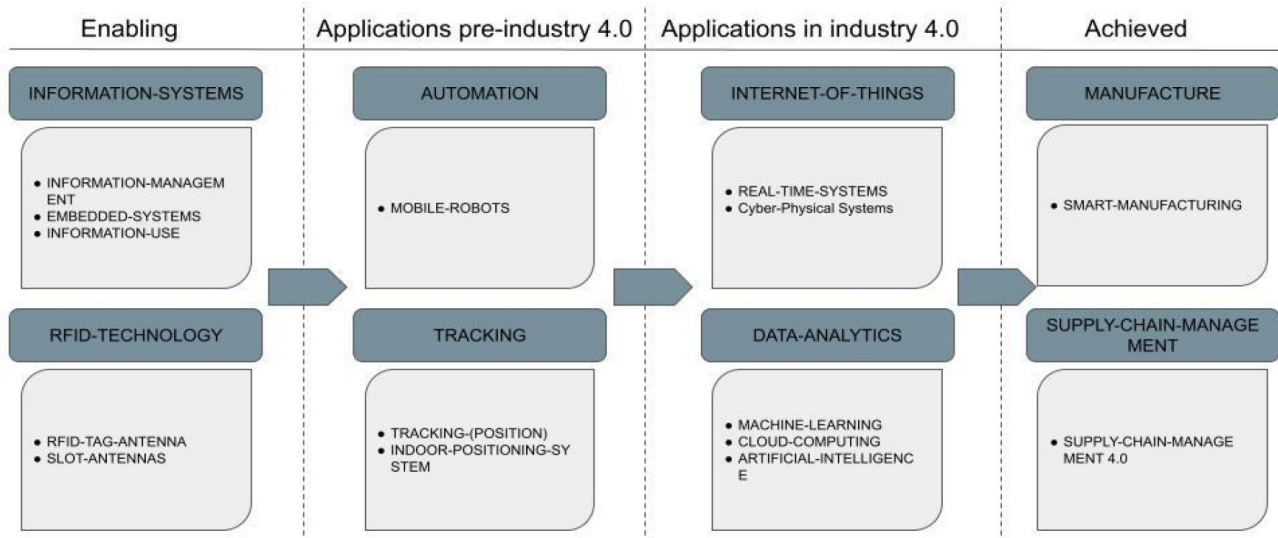 Enabling
Applications pre-industry 4.0
Applications in industry 4.0
Achieved
INFORMATION-SYSTEMS
● INFORMATION-MANAGEM
ENT
● EMBEDDED-SYSTEMS
● INFORMATION-USE
RFID-TECHNOLOGY
● RFID-TAG-ANTENNA
● SLOT-ANTENNAS
AUTOMATION
● MOBILE-ROBOTS
TRACKING
● TRACKING-(POSITION)
● INDOOR-POSITIONING-SY
STEM
INTERNET-OF-THINGS
● REAL-TIME-SYSTEMS
● Cyber-Physical Systems
DATA-ANALYTICS
● MACHINE-LEARNING
● CLOUD-COMPUTING
● ARTIFICIAL-INTELLIGENC
E
MANUFACTURE
● SMART-MANUFACTURING
SUPPLY-CHAIN-MANAGE
MENT
● SUPPLY-CHAIN-MANAGE
MENT 4.0